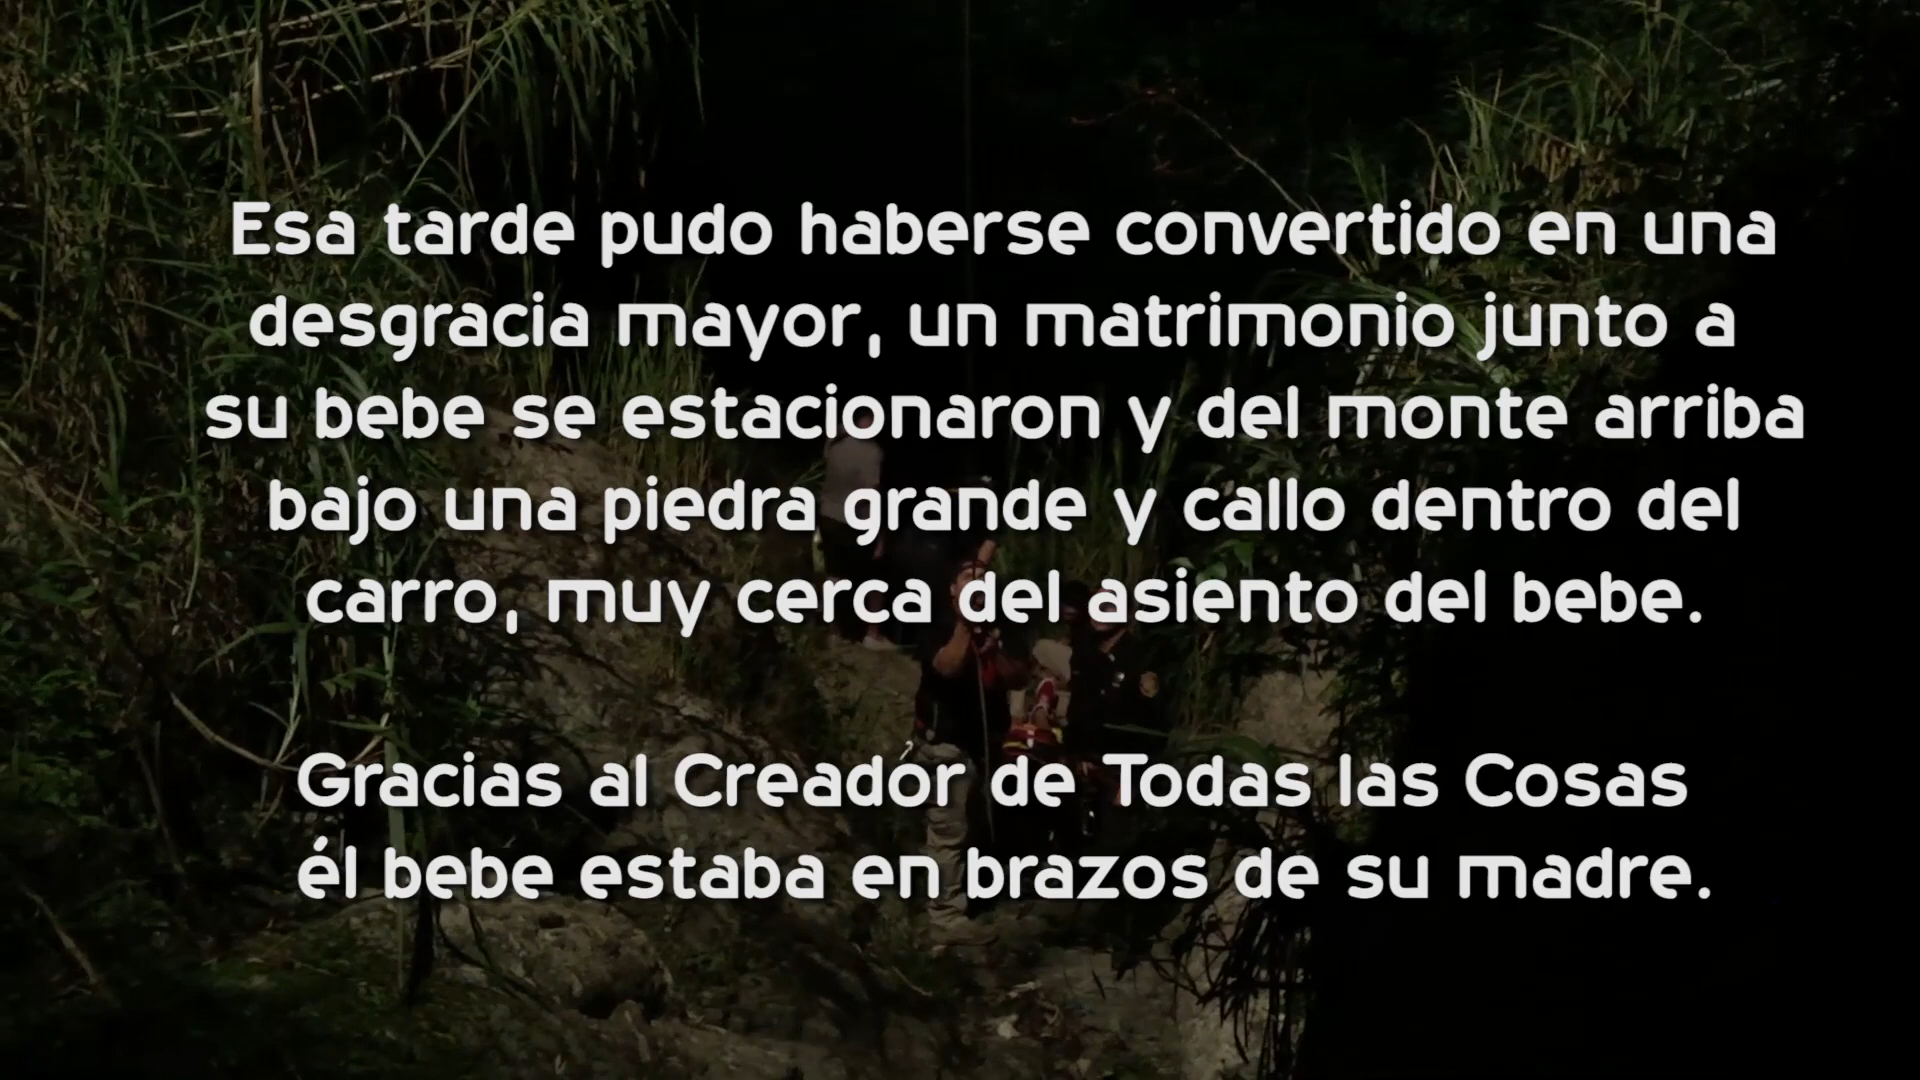 Esa tarde pudo haberse convertido en una
desgracia mayor, un matrimonio junto a
su bebe se estacionaron y del monte arriba
bajo una piedra grande y callo dentro del
carro, muy cerca del asiento del bebe.
Gracias al Creador de Todas las Cosas
él bebe estaba en brazos de su madre.